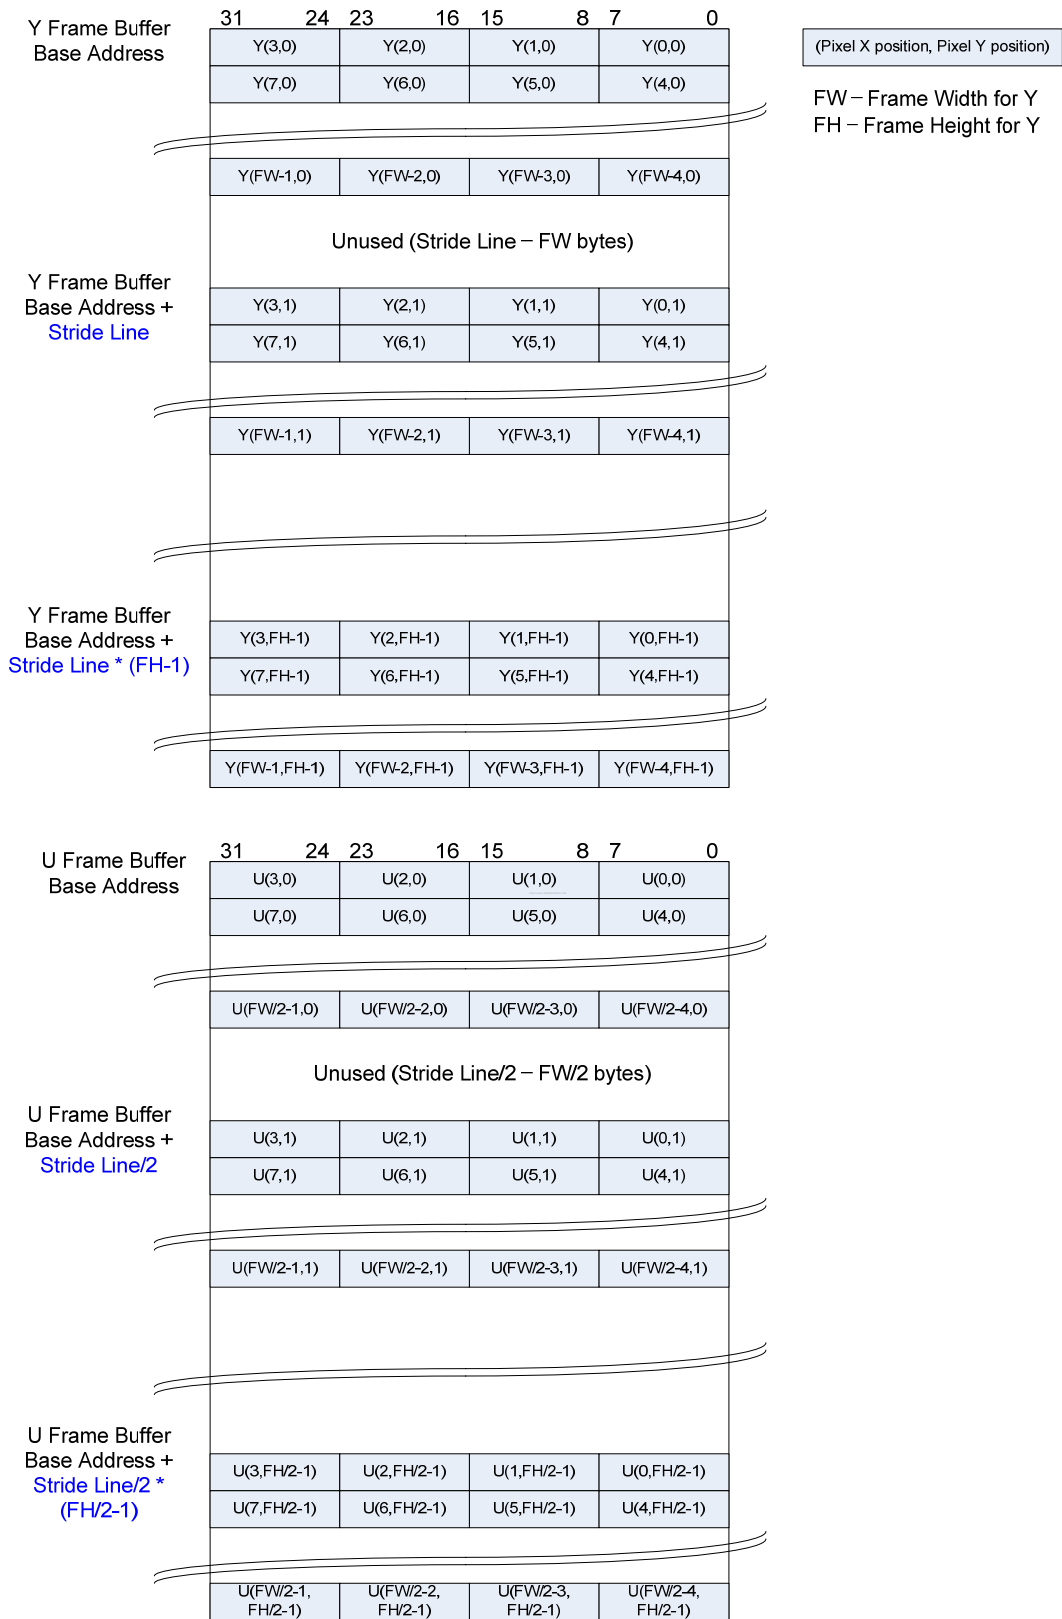 31 24 23 16 15 8 7 0
Y Frame Buffer
Base Address
Y(3,0) Y(2,0) Y(1,0) Y(0,0)
Y(7,0) Y(6,0) Y(5,0) Y(4,0)
(Pixel X position, Pixel Y position)
FW – Frame Width for Y
FH – Frame Height for Y
Y(FW-1,0) Y(FW-2,0) Y(FW-3,0) Y(FW-4,0)
Unused (Stride Line – FW bytes)
Y Frame Buffer
Base Address +
Stride Line
Y(3,1) Y(2,1) Y(1,1) Y(0,1)
Y(7,1) Y(6,1) Y(5,1) Y(4,1)
Y(FW-1,1) Y(FW-2,1) Y(FW-3,1) Y(FW-4,1)
Y Frame Buffer
Base Address +
Stride Line * (FH-1)
Y(3,FH-1) Y(2,FH-1) Y(1,FH-1) Y(0,FH-1)
Y(7,FH-1) Y(6,FH-1) Y(5,FH-1) Y(4,FH-1)
Y(FW-1,FH-1) Y(FW-2,FH-1) Y(FW-3,FH-1) Y(FW-4,FH-1)
31 24 23 16 15 8 7 0
U Frame Buffer
Base Address
U(3,0) U(2,0) U(1,0) U(0,0)
U(7,0) U(6,0) U(5,0) U(4,0)
U(FW/2-1,0) U(FW/2-2,0) U(FW/2-3,0) U(FW/2-4,0)
Unused (Stride Line/2 – FW/2 bytes)
U Frame Buffer
Base Address +
Stride Line/2
U(3,1) U(2,1) U(1,1) U(0,1)
U(7,1) U(6,1) U(5,1) U(4,1)
U(FW/2-1,1) U(FW/2-2,1) U(FW/2-3,1) U(FW/2-4,1)
U Frame Buffer
Base Address +
Stride Line/2 *
(FH/2-1)
U(3,FH/2-1) U(2,FH/2-1) U(1,FH/2-1) U(0,FH/2-1)
U(7,FH/2-1) U(6,FH/2-1) U(5,FH/2-1) U(4,FH/2-1)
U(FW/2-1, U(FW/2-2, U(FW/2-3, U(FW/2-4,
FH/2-1) FH/2-1) FH/2-1) FH/2-1)